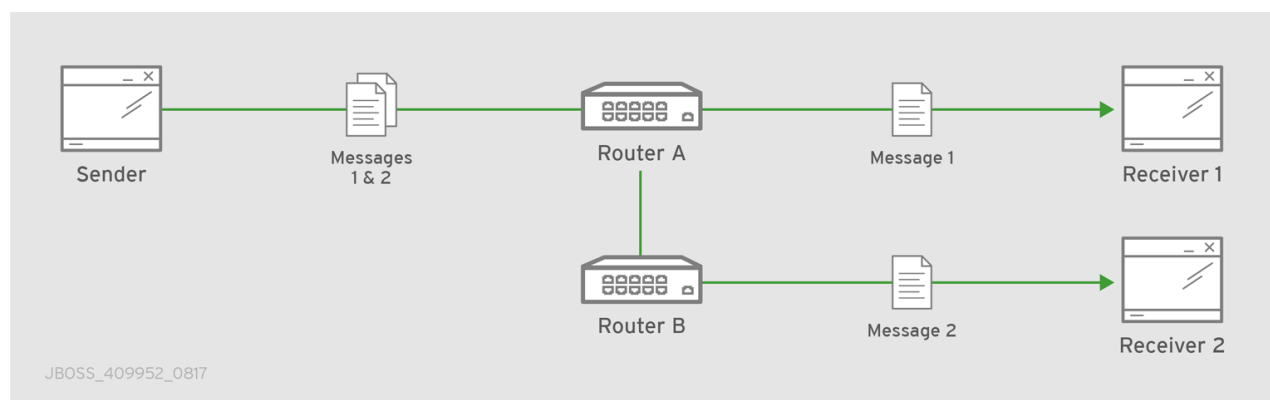 Sender
Messages
1 & 2
Router A
Message 1
Receiver 1
Router B
Message 2
Receiver 2
JBOSS_409952_0817